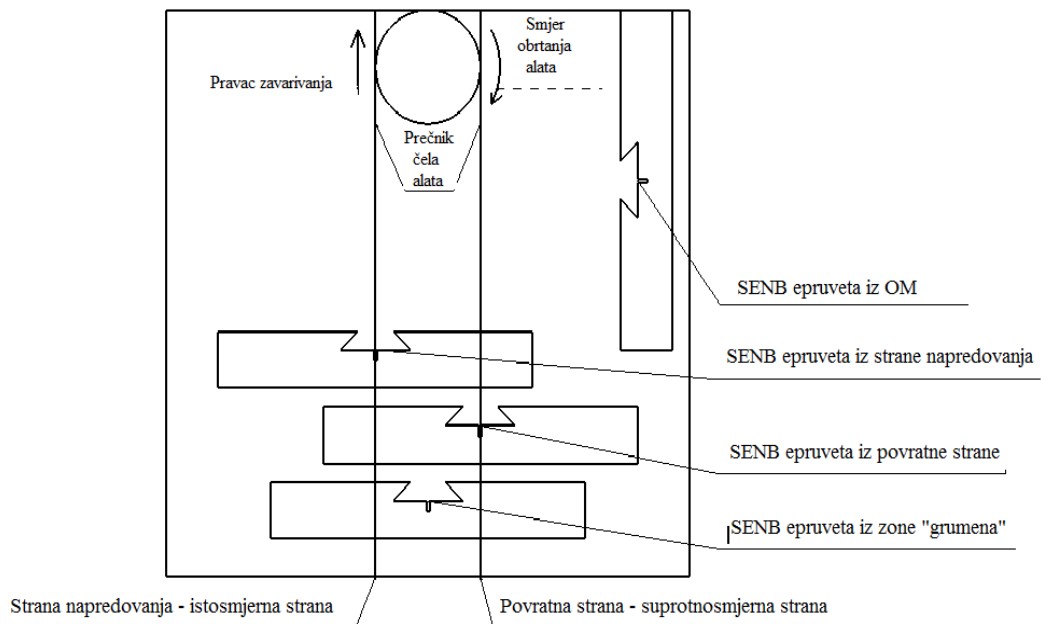 Smjer
obrtanja
alata
Pravac zavarivanja
Prečnik
čela
alata
SENB epruveta iz OM
SENB epruveta iz strane napredovanja
SENB epruveta iz povratne strane
SENB epruveta iz zone "grumena"
Strana napredovanja - istosmjerna strana
Povratna strana - suprotnosmjerna strana